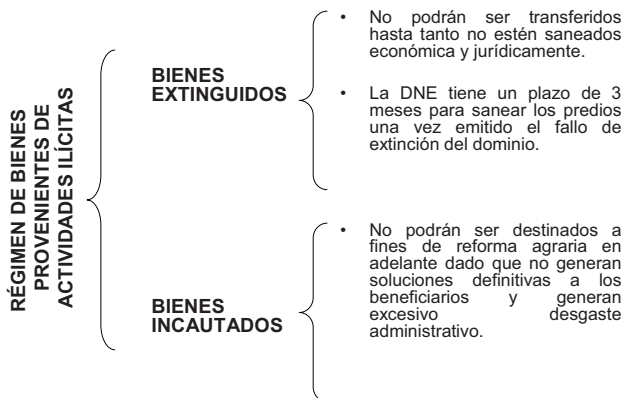 RÉGIMEN DE BIENES
PROVENIENTES DE
ACTIVIDADES ILÍCITAS
BIENES
EXTINGUIDOS
• No podrán ser transferidos
hasta tanto no estén saneados
económica y jurídicamente.
• La DNE tiene un plazo de 3
meses para sanear los predios
una vez emitido el fallo de
extinción del dominio.
BIENES
INCAUTADOS
• No podrán ser destinados a
fines de reforma agraria en
adelante dado que no generan
soluciones definitivas a los
beneficiarios y generan
excesivo desgaste
administrativo.